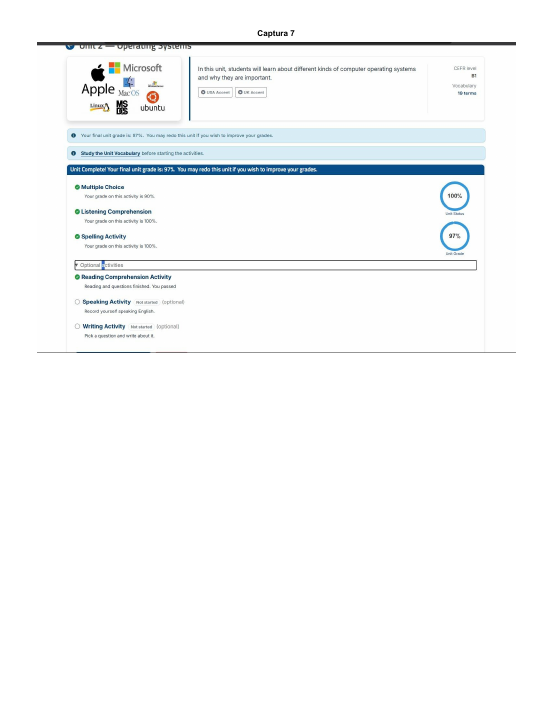 Captura 7
Unit 2 — Operating Systems
Microsoft
Apple
MacOS
Linux
MS DOS
ubuntu
In this unit, students will learn about different kinds of computer operating systems
and why they are important.
USA Accent
UK Accent
CEFR level
B1
Vocabulary
18 terms
Your final unit grade is: 97%. You may redo this unit if you wish to improve your grades.
Study the Unit Vocabulary before starting the activities.
Unit Complete! Your final unit grade is: 97%. You may redo this unit if you wish to improve your grades.
Multiple Choice
Your grade on this activity is 90%.
Listening Comprehension
Your grade on this activity is 100%.
Spelling Activity
Your grade on this activity is 100%.
100%
Unit Status
97%
Unit Grade
Optional Activities
Reading Comprehension Activity
Reading and questions finished. You passed
Speaking Activity Not started (optional)
Record yourself speaking English.
Writing Activity Not started (optional)
Pick a question and write about it.